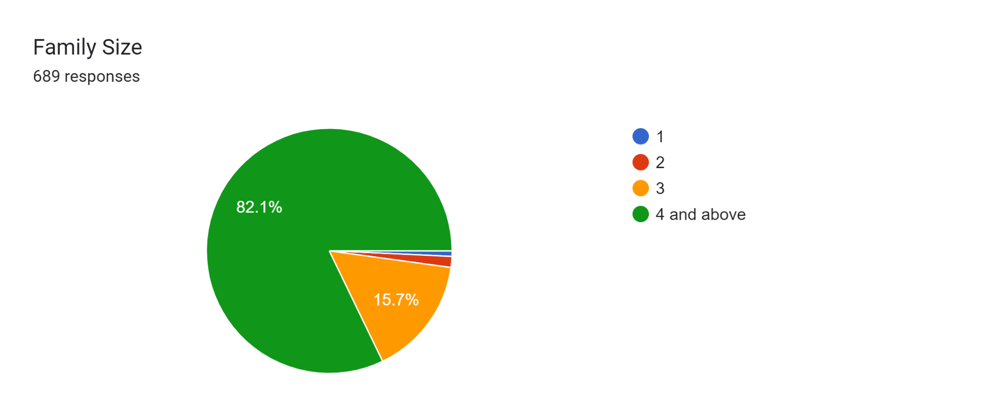 Family Size
689 responses
82.1%
15.7%
1
2
3
4 and above